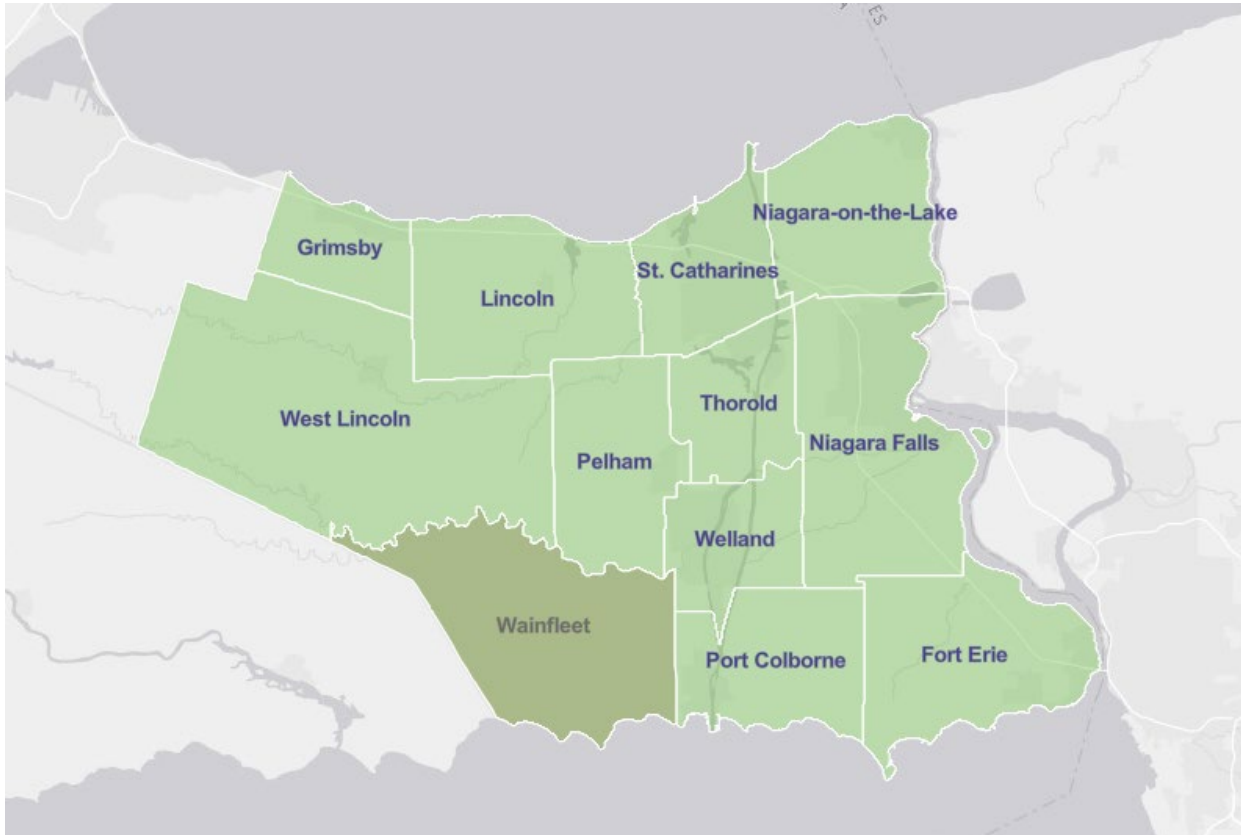 ES
Niagara-on-the-Lake
Grimsby
St. Catharines
Lincoln
Thorold
West Lincoln
Niagara Falls
Pelham
Welland
Wainfleet
Fort Erie
Port Colborne